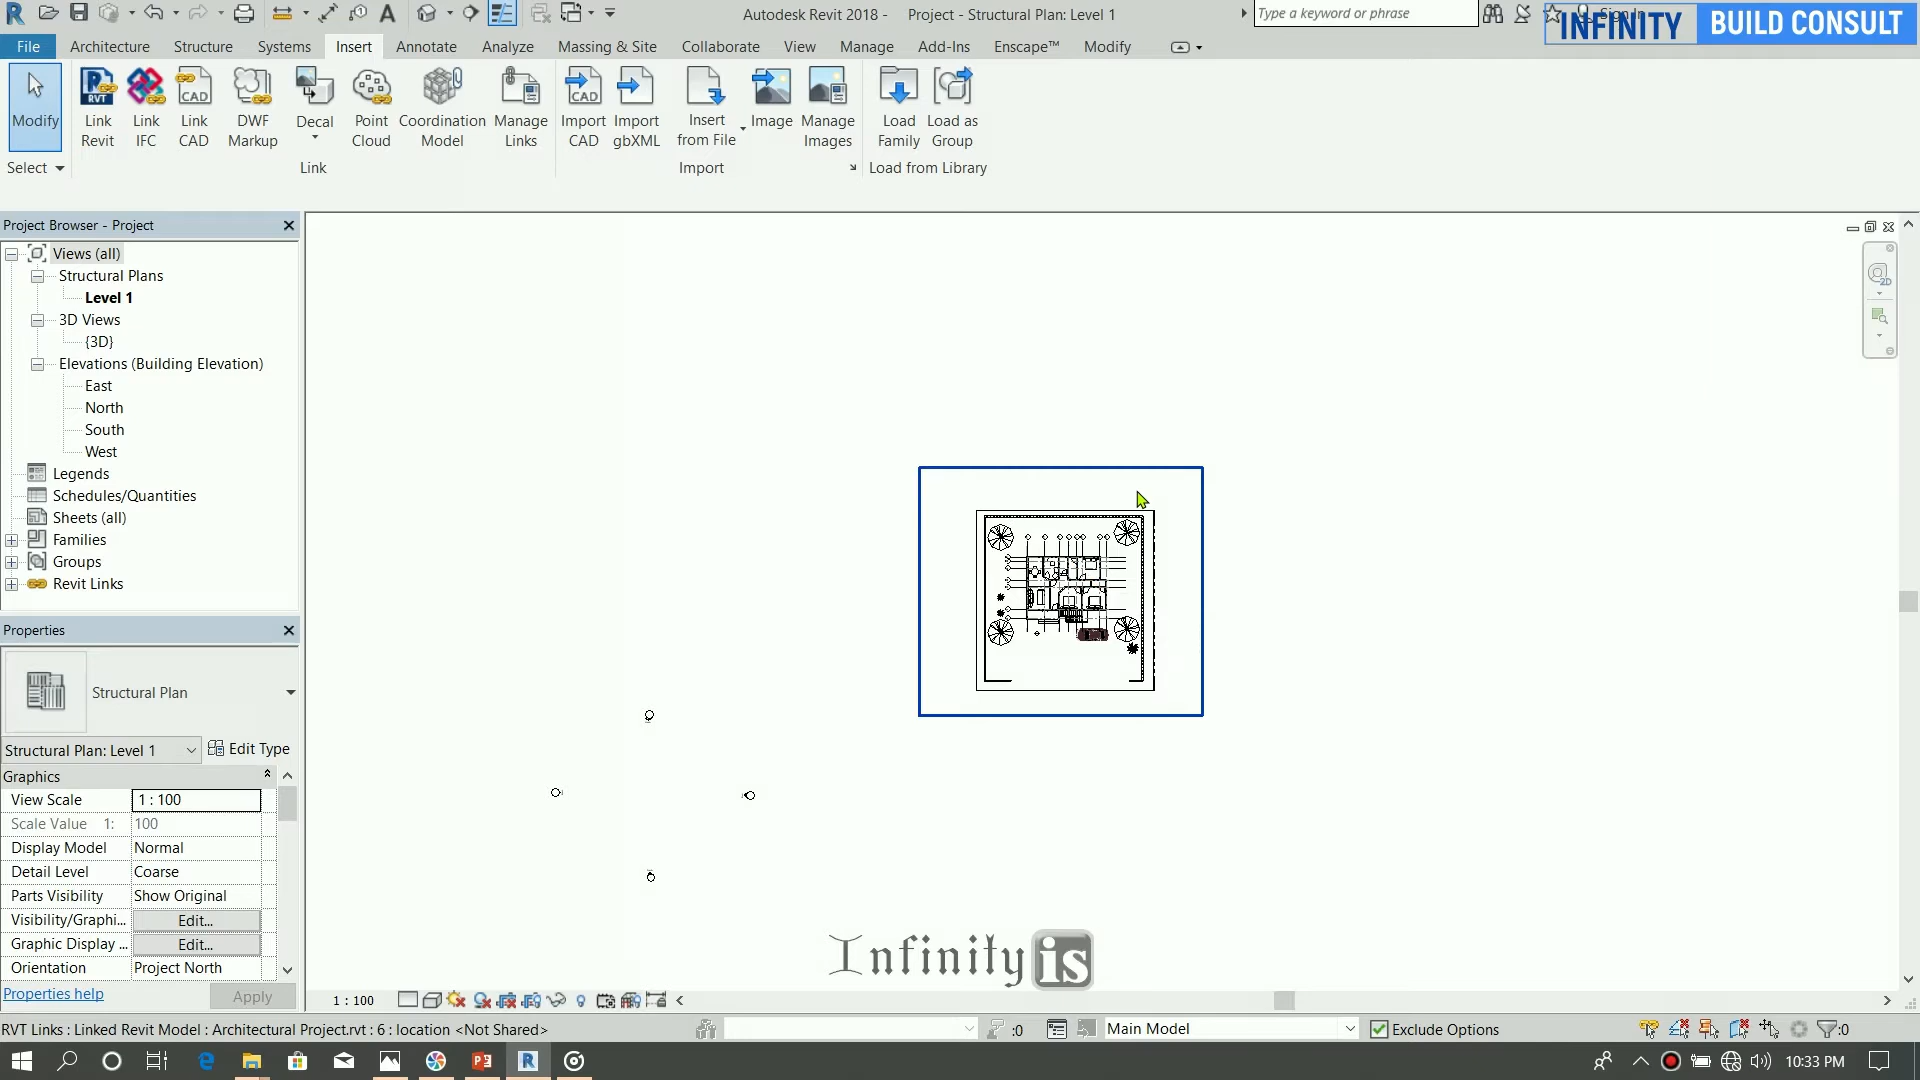 Autodesk Revit 2018 - Project - Structural Plan: Level 1
Type a keyword or phrase
Sign In
INFINITY BUILD CONSULT
File Architecture Structure Systems Insert Annotate Analyze Massing & Site Collaborate View Manage Add-Ins Enscape™ Modify
Modify
Link Revit
Link IFC
Link CAD
DWF Markup
Decal
Point Cloud
Coordination Model
Manage Links
Import CAD
Import gbXML
Insert from File
Image
Manage Images
Load Family
Load as Group
Select Link Import Load from Library
Project Browser - Project
Views (all)
Structural Plans
Level 1
3D Views
{3D}
Elevations (Building Elevation)
East
North
South
West
Legends
Schedules/Quantities
Sheets (all)
Families
Groups
Revit Links
Properties
Structural Plan
Structural Plan: Level 1 Edit Type
Graphics
View Scale 1 : 100
Scale Value 1: 100
Display Model Normal
Detail Level Coarse
Parts Visibility Show Original
Visibility/Graphi... Edit...
Graphic Display ... Edit...
Orientation Project North
Properties help Apply
Infinity is
1 : 100
RVT Links : Linked Revit Model : Architectural Project.rvt : 6 : location <Not Shared>
:0
Main Model
Exclude Options
:0
10:33 PM